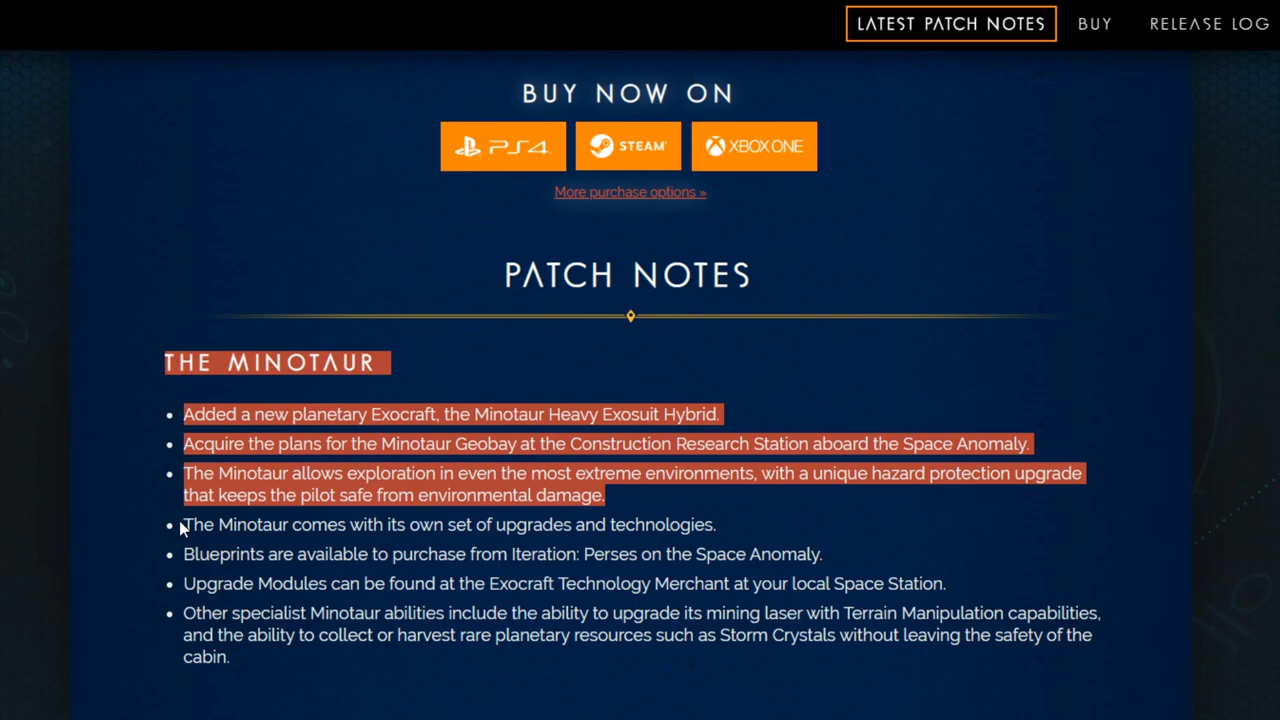 LATEST PATCH NOTES BUY RELEASE LOG
BUY NOW ON
PS4 STEAM XBOX ONE
More purchase options »
PATCH NOTES
THE MINOTAUR
• Added a new planetary Exocraft, the Minotaur Heavy Exosuit Hybrid.
• Acquire the plans for the Minotaur Geobay at the Construction Research Station aboard the Space Anomaly.
• The Minotaur allows exploration in even the most extreme environments, with a unique hazard protection upgrade
that keeps the pilot safe from environmental damage.
• The Minotaur comes with its own set of upgrades and technologies.
• Blueprints are available to purchase from Iteration: Perses on the Space Anomaly.
• Upgrade Modules can be found at the Exocraft Technology Merchant at your local Space Station.
• Other specialist Minotaur abilities include the ability to upgrade its mining laser with Terrain Manipulation capabilities,
and the ability to collect or harvest rare planetary resources such as Storm Crystals without leaving the safety of the
cabin.